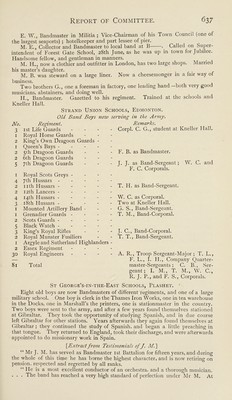 REPORT OF COMMITTEE. 637
E. W., Bandmaster in Militia; Vice-Chairman of his Town Council (one of
the largest seaports); hotelkeeper and part lessee of pier.
M. E., Collector and Bandmaster to local band at B——. Called on Super-
intendent of Forest Gate School, 28th June, as he was up in town for Jubilee.
Handsome fellow, and gentleman in manners.
M. H., now a clothier and outfitter in London, has two large shops. Married
his master's daughter.
M. B. was steward on a large liner. Now a cheesemonger in a fair way of
business.
Two brothers G., one a foreman in factory, one leading hand—both very good
musicians, abstainers, and doing well.
H., Bandmaster. Gazetted to his regiment. Trained at the schools and
Kneller Hall.
STRAND UNION SCHOOLS, EDMONTON.
Old Band Boys now serving in the Army.
No. Regiment. Remarks.
3 1st Life Guards - - - - Corpl. C. G., student at Kneller Hall.
1 Royal Horse Guards - - -
2 King's Own Dragoon Guards -
1 Queen's Bays - - - -
7 5th Dragoon Guards - - - F. B. as Bandmaster.
2 6th Dragoon Guards - - -
5 7th Dragoon Guards - - - J. J. as Band-Sergeant; W. C. and
F. C. Corporals.
1 Royal Scots Greys - - -
5 7th Hussars - - - -
2 11th Hussars - - - - T. H. as Band-Sergeant.
1 12th Lancers - - - -
2 14th Hussars - - - - W. C. as Corporal.
3 18th Hussars - - - - Two at Kneller Hall.
1 Mounted Artillery Band - - G. S., Band-Sergeant.
1 Grenadier Guards - - - T. M., Band-Corporal.
2 Scots Guards - - - -
5 Black Watch - - - -
2 King's Royal Rifles - - - J. C., Band-Corporal.
2 Royal Munster Fusiliers - - T. T., Band-Sergeant.
1 Argyle and Sutherland Highlanders -
2 Essex Regiment - - - -
30 Royal Engineers - - - A. R., Troop Sergeant-Major; T. L.,
F. L., J. H., Company Quarter-
81 Total master-Sergeants; C. B., Ser-
geant; I. M., T. M., W. C.,
R. J. F., and F. S., Corporals.
ST GEORGE'S-IN-THE-EAST SCHOOLS, PLASHET.
Eight old boys are now Bandmasters of different regiments, and one of a large
military school. One boy is clerk in the Thames Iron Works, one in tea warehouse
in the Docks, one in Marshall's the printers, one is stationmaster in the country.
Two boys were sent to the army, and after a few years found themselves stationed
at Gibraltar. They took the opportunity of studying Spanish, and in due course
left Gibraltar for other stations. Years afterwards they again found themselves at
Gibraltar; they continued the study of Spanish, and began a little preaching in
that tongue. They returned to England, took their discharge, and were afterwards
appointed to do missionary work in Spain.
[Extract from Testimonials of J. M.]
"Mr J. M. has served as Bandmaster 1st Battalion for fifteen years, and during
the whole of this time he has borne the highest character, and is now retiring on
pension, respected and regretted by all ranks.
"He is a most excellent conductor of an orchestra, and a thorough musician.
. . . The band has reached a very high standard of perfection under Mr M. At